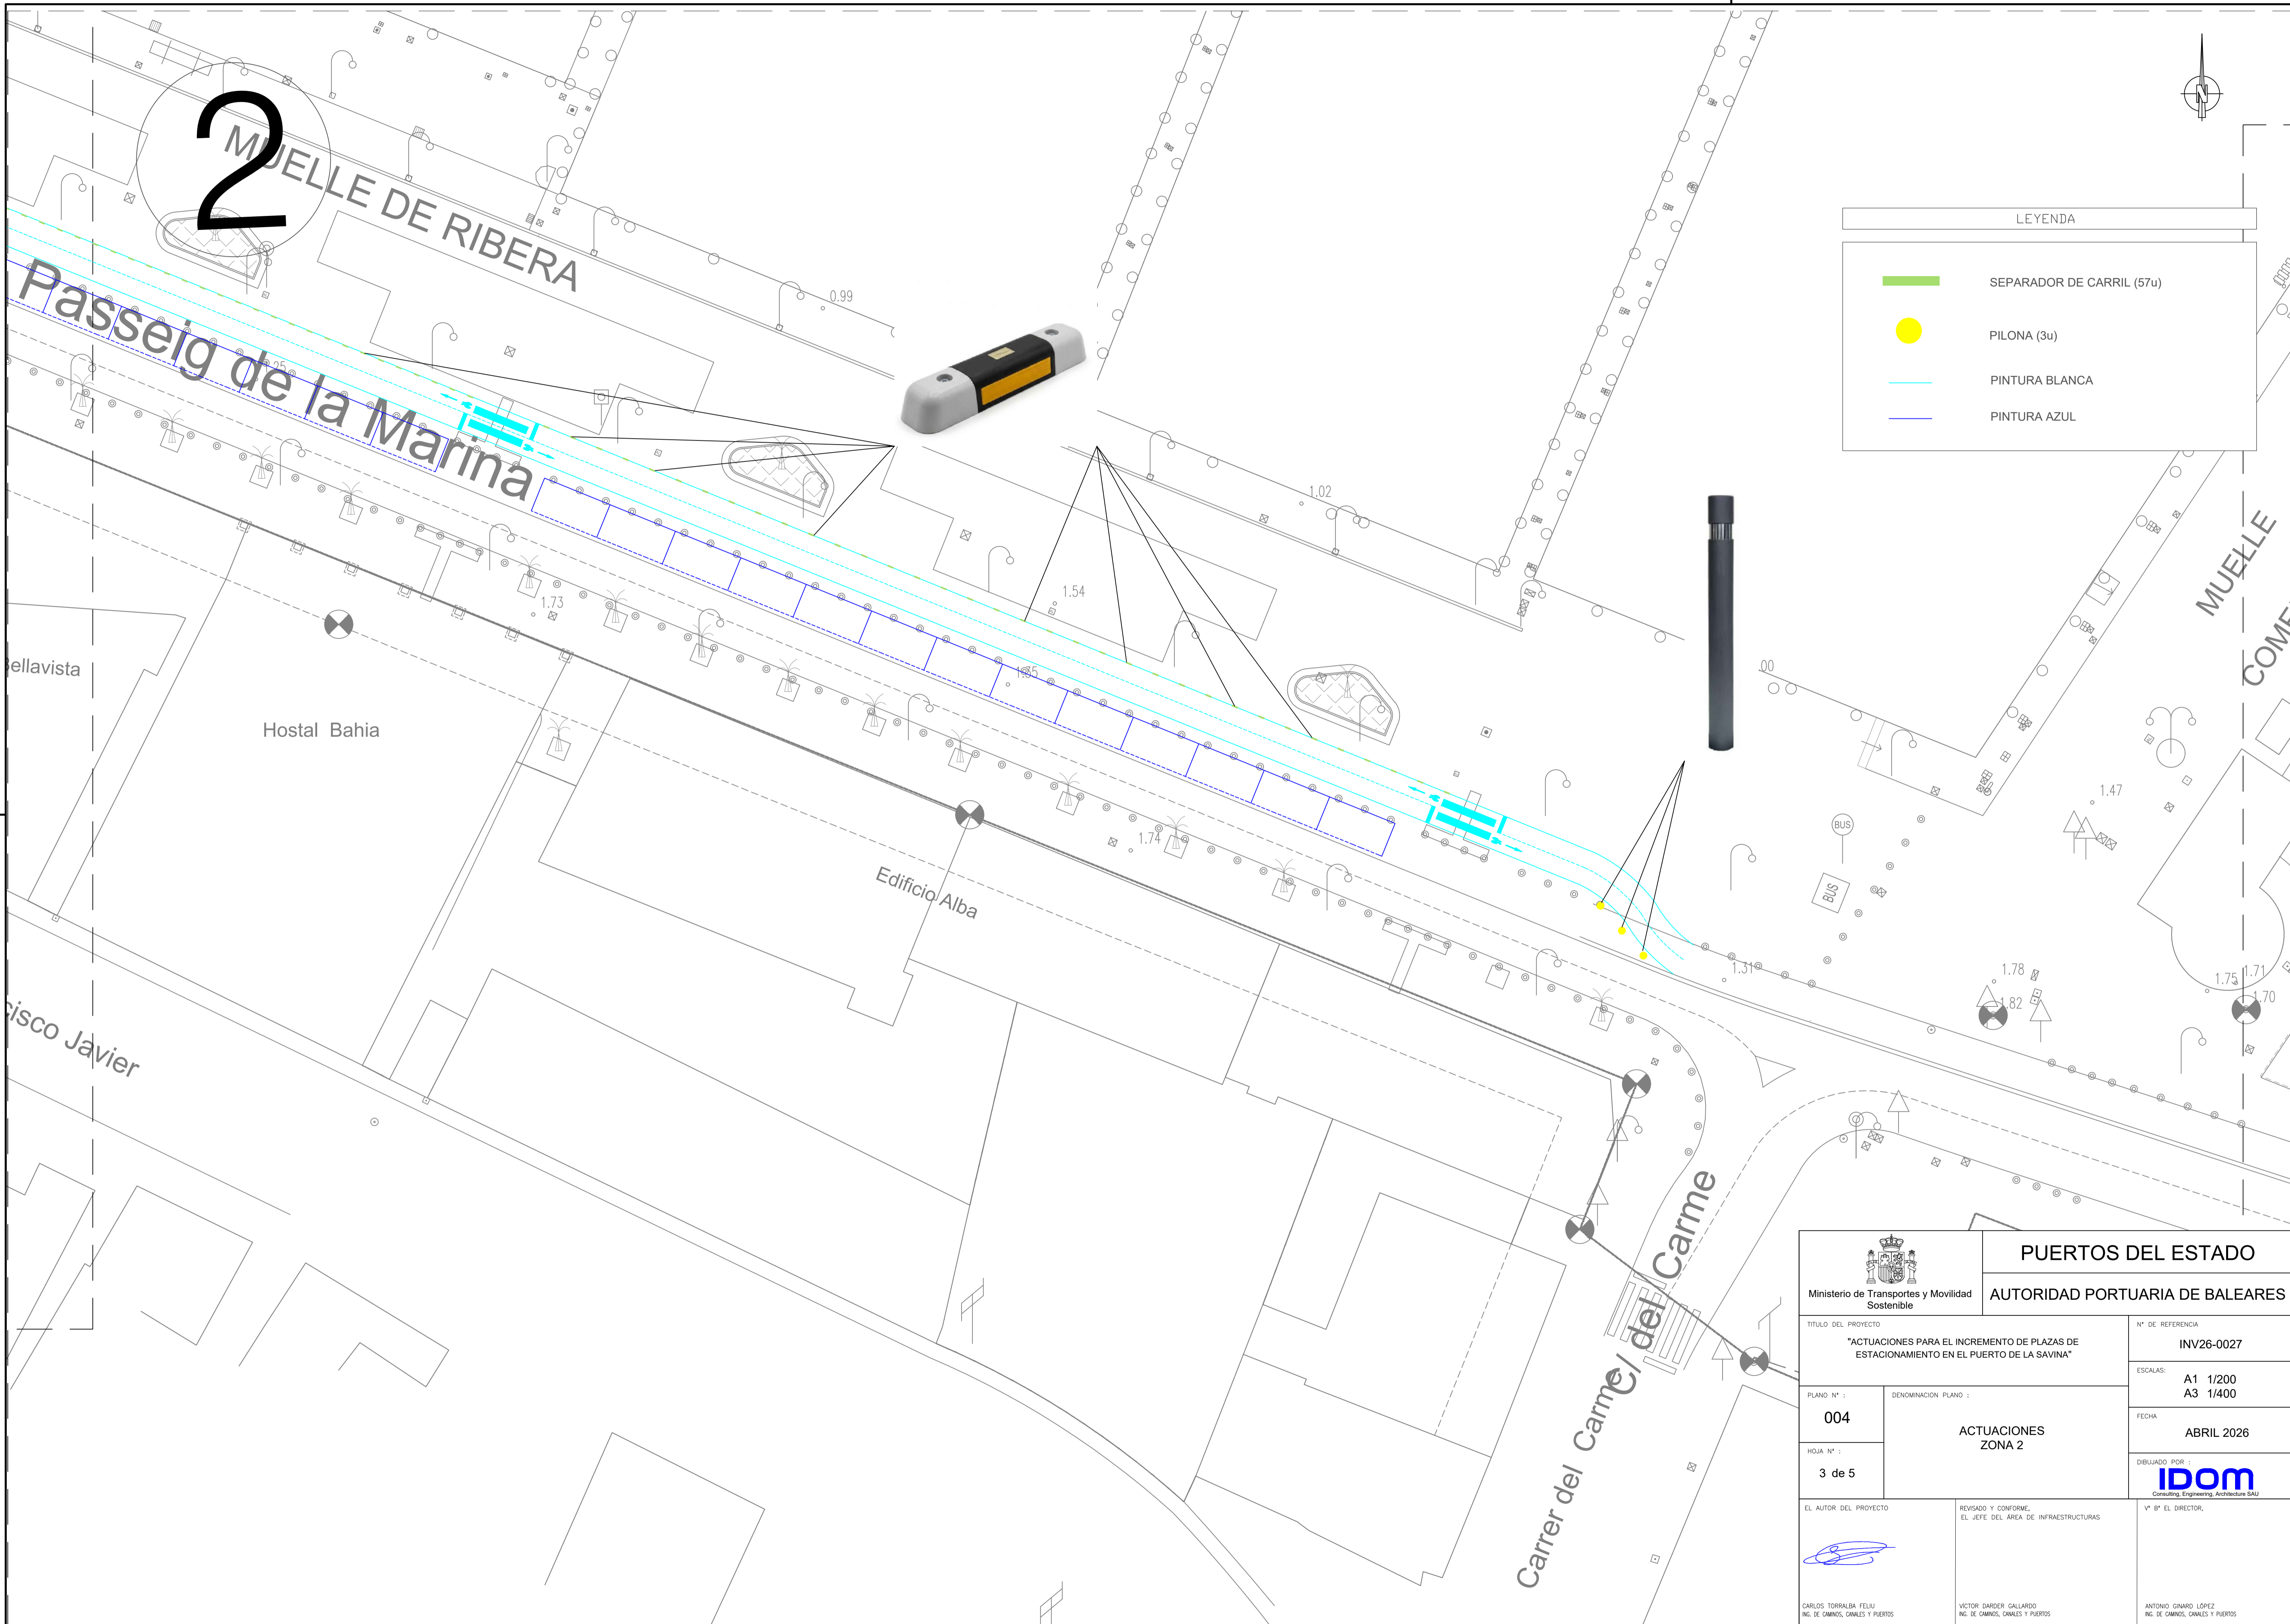 2
MUELLE DE RIBERA
Passeig de la Marina
0.99
1.02
1.54
1.73
1.35
1.74
.00
1.47
1.31
1.78
1.82
1.75
1.71
1.70
BUS
BUS
MUELLE
Hostal Bahia
Edificio Alba
Carrer del Carme
C/ del Carme
N
LEYENDA
SEPARADOR DE CARRIL (57u)
PILONA (3u)
PINTURA BLANCA
PINTURA AZUL
Ministerio de Transportes y Movilidad
Sostenible
PUERTOS DEL ESTADO
AUTORIDAD PORTUARIA DE BALEARES
TITULO DEL PROYECTO
"ACTUACIONES PARA EL INCREMENTO DE PLAZAS DE
ESTACIONAMIENTO EN EL PUERTO DE LA SAVINA"
Nº DE REFERENCIA
INV26-0027
ESCALAS:
A1 1/200
A3 1/400
PLANO Nº :
004
DENOMINACION PLANO :
ACTUACIONES
ZONA 2
FECHA
ABRIL 2026
HOJA Nº :
3 de 5
DIBUJADO POR :
IDOM
Consulting, Engineering, Architecture SAU
EL AUTOR DEL PROYECTO
REVISADO Y CONFORME,
EL JEFE DEL ÁREA DE INFRAESTRUCTURAS
Vº Bº EL DIRECTOR,
CARLOS TORRALBA FELIU
ING. DE CAMINOS, CANALES Y PUERTOS
VICTOR DARDER GALLARDO
ING. DE CAMINOS, CANALES Y PUERTOS
ANTONIO GINARD LÓPEZ
ING. DE CAMINOS, CANALES Y PUERTOS